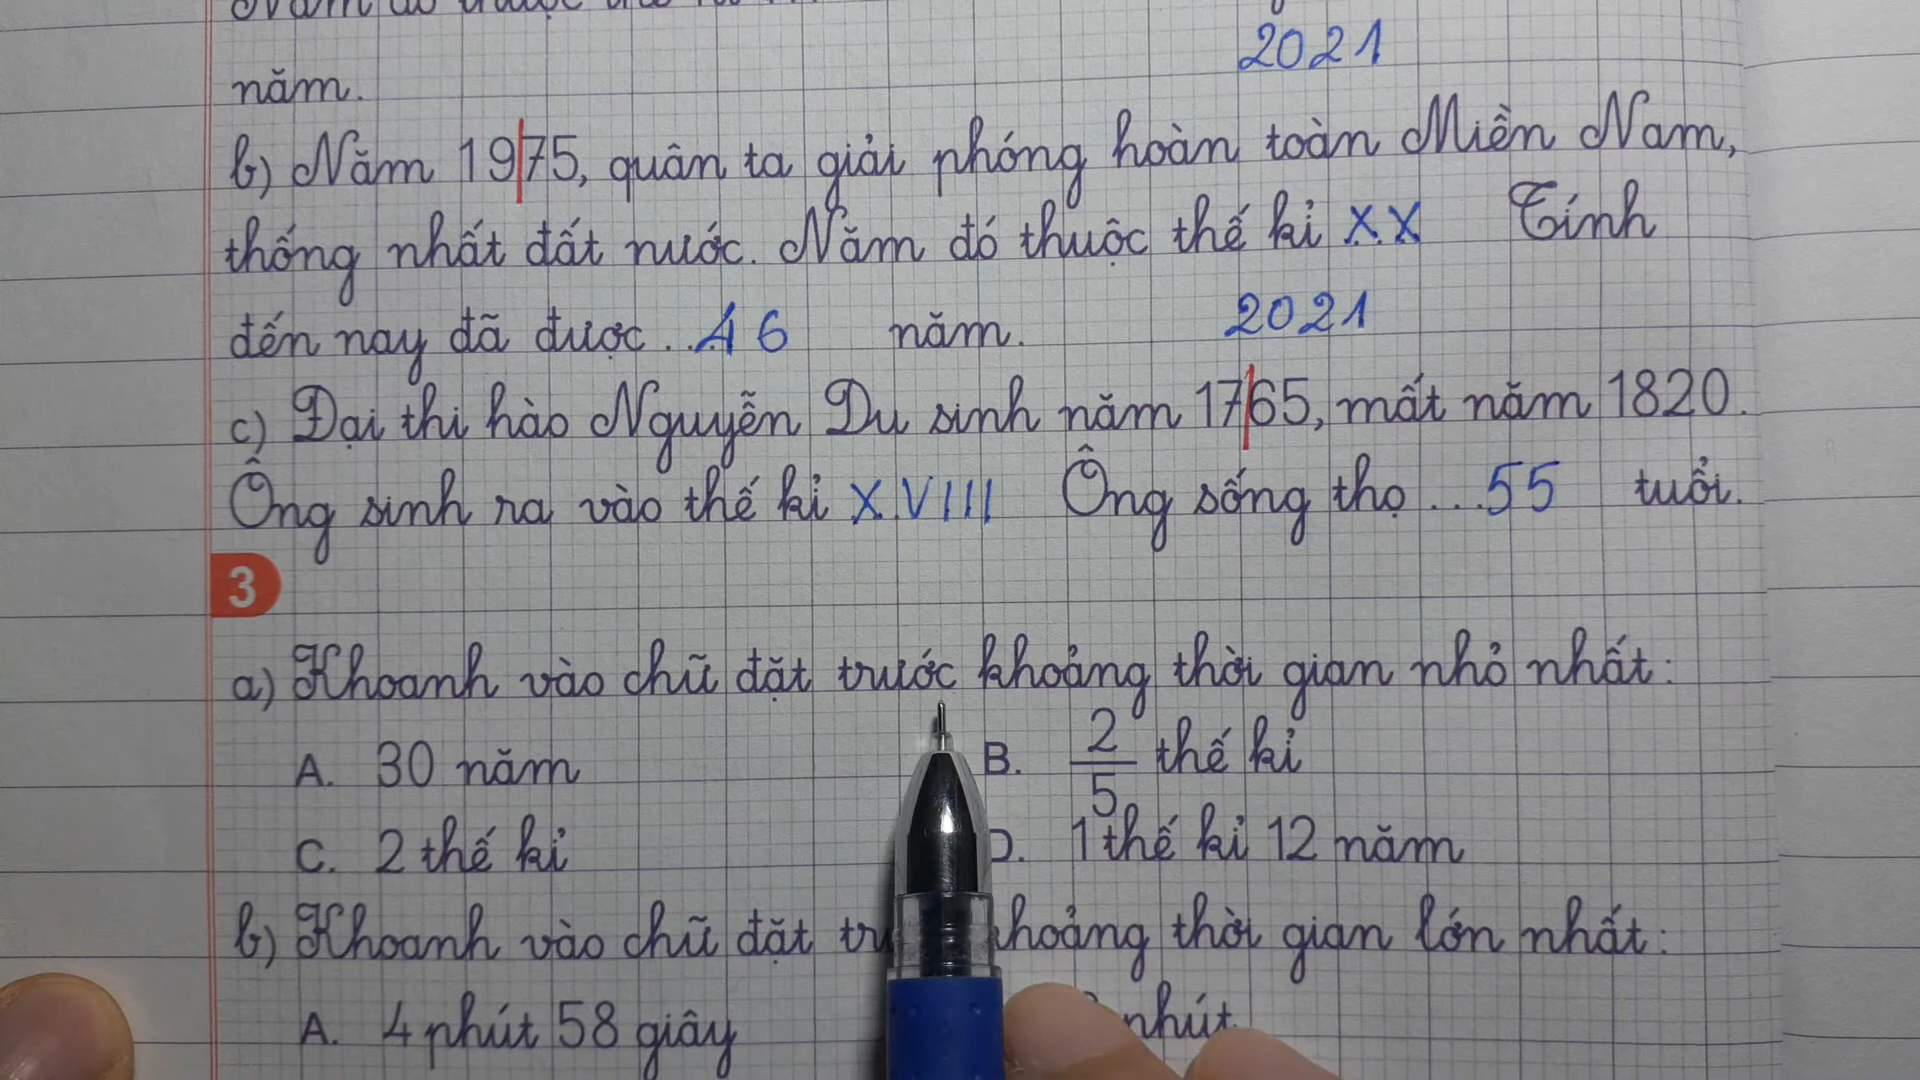 2021
năm.
b) Năm 1975, quân ta giải phóng hoàn toàn Miền Nam,
thống nhất đất nước. Năm đó thuộc thế kỉ XX Tính
đến nay đã được ..46 năm. 2021
c) Đại thi hào Nguyễn Du sinh năm 1765, mất năm 1820.
Ông sinh ra vào thế kỉ XVIII Ông sống thọ ...55 tuổi.
3
a) Khoanh vào chữ đặt trước khoảng thời gian nhỏ nhất:
A. 30 năm B. 2/5 thế kỉ
C. 2 thế kỉ D. 1 thế kỉ 12 năm
b) Khoanh vào chữ đặt khoảng thời gian lớn nhất:
A. 4 phút 58 giây phút